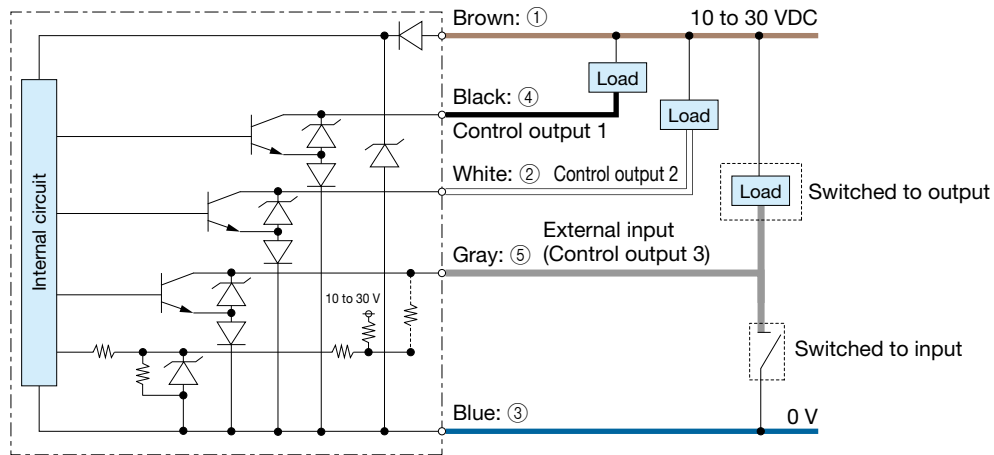 Brown: ①
10 to 30 VDC
Load
Black: ④
Load
Control output 1
White: ② Control output 2
Load
Switched to output
Internal circuit
External input
Gray: ⑤ (Control output 3)
10 to 30 V
Switched to input
Blue: ③
0 V